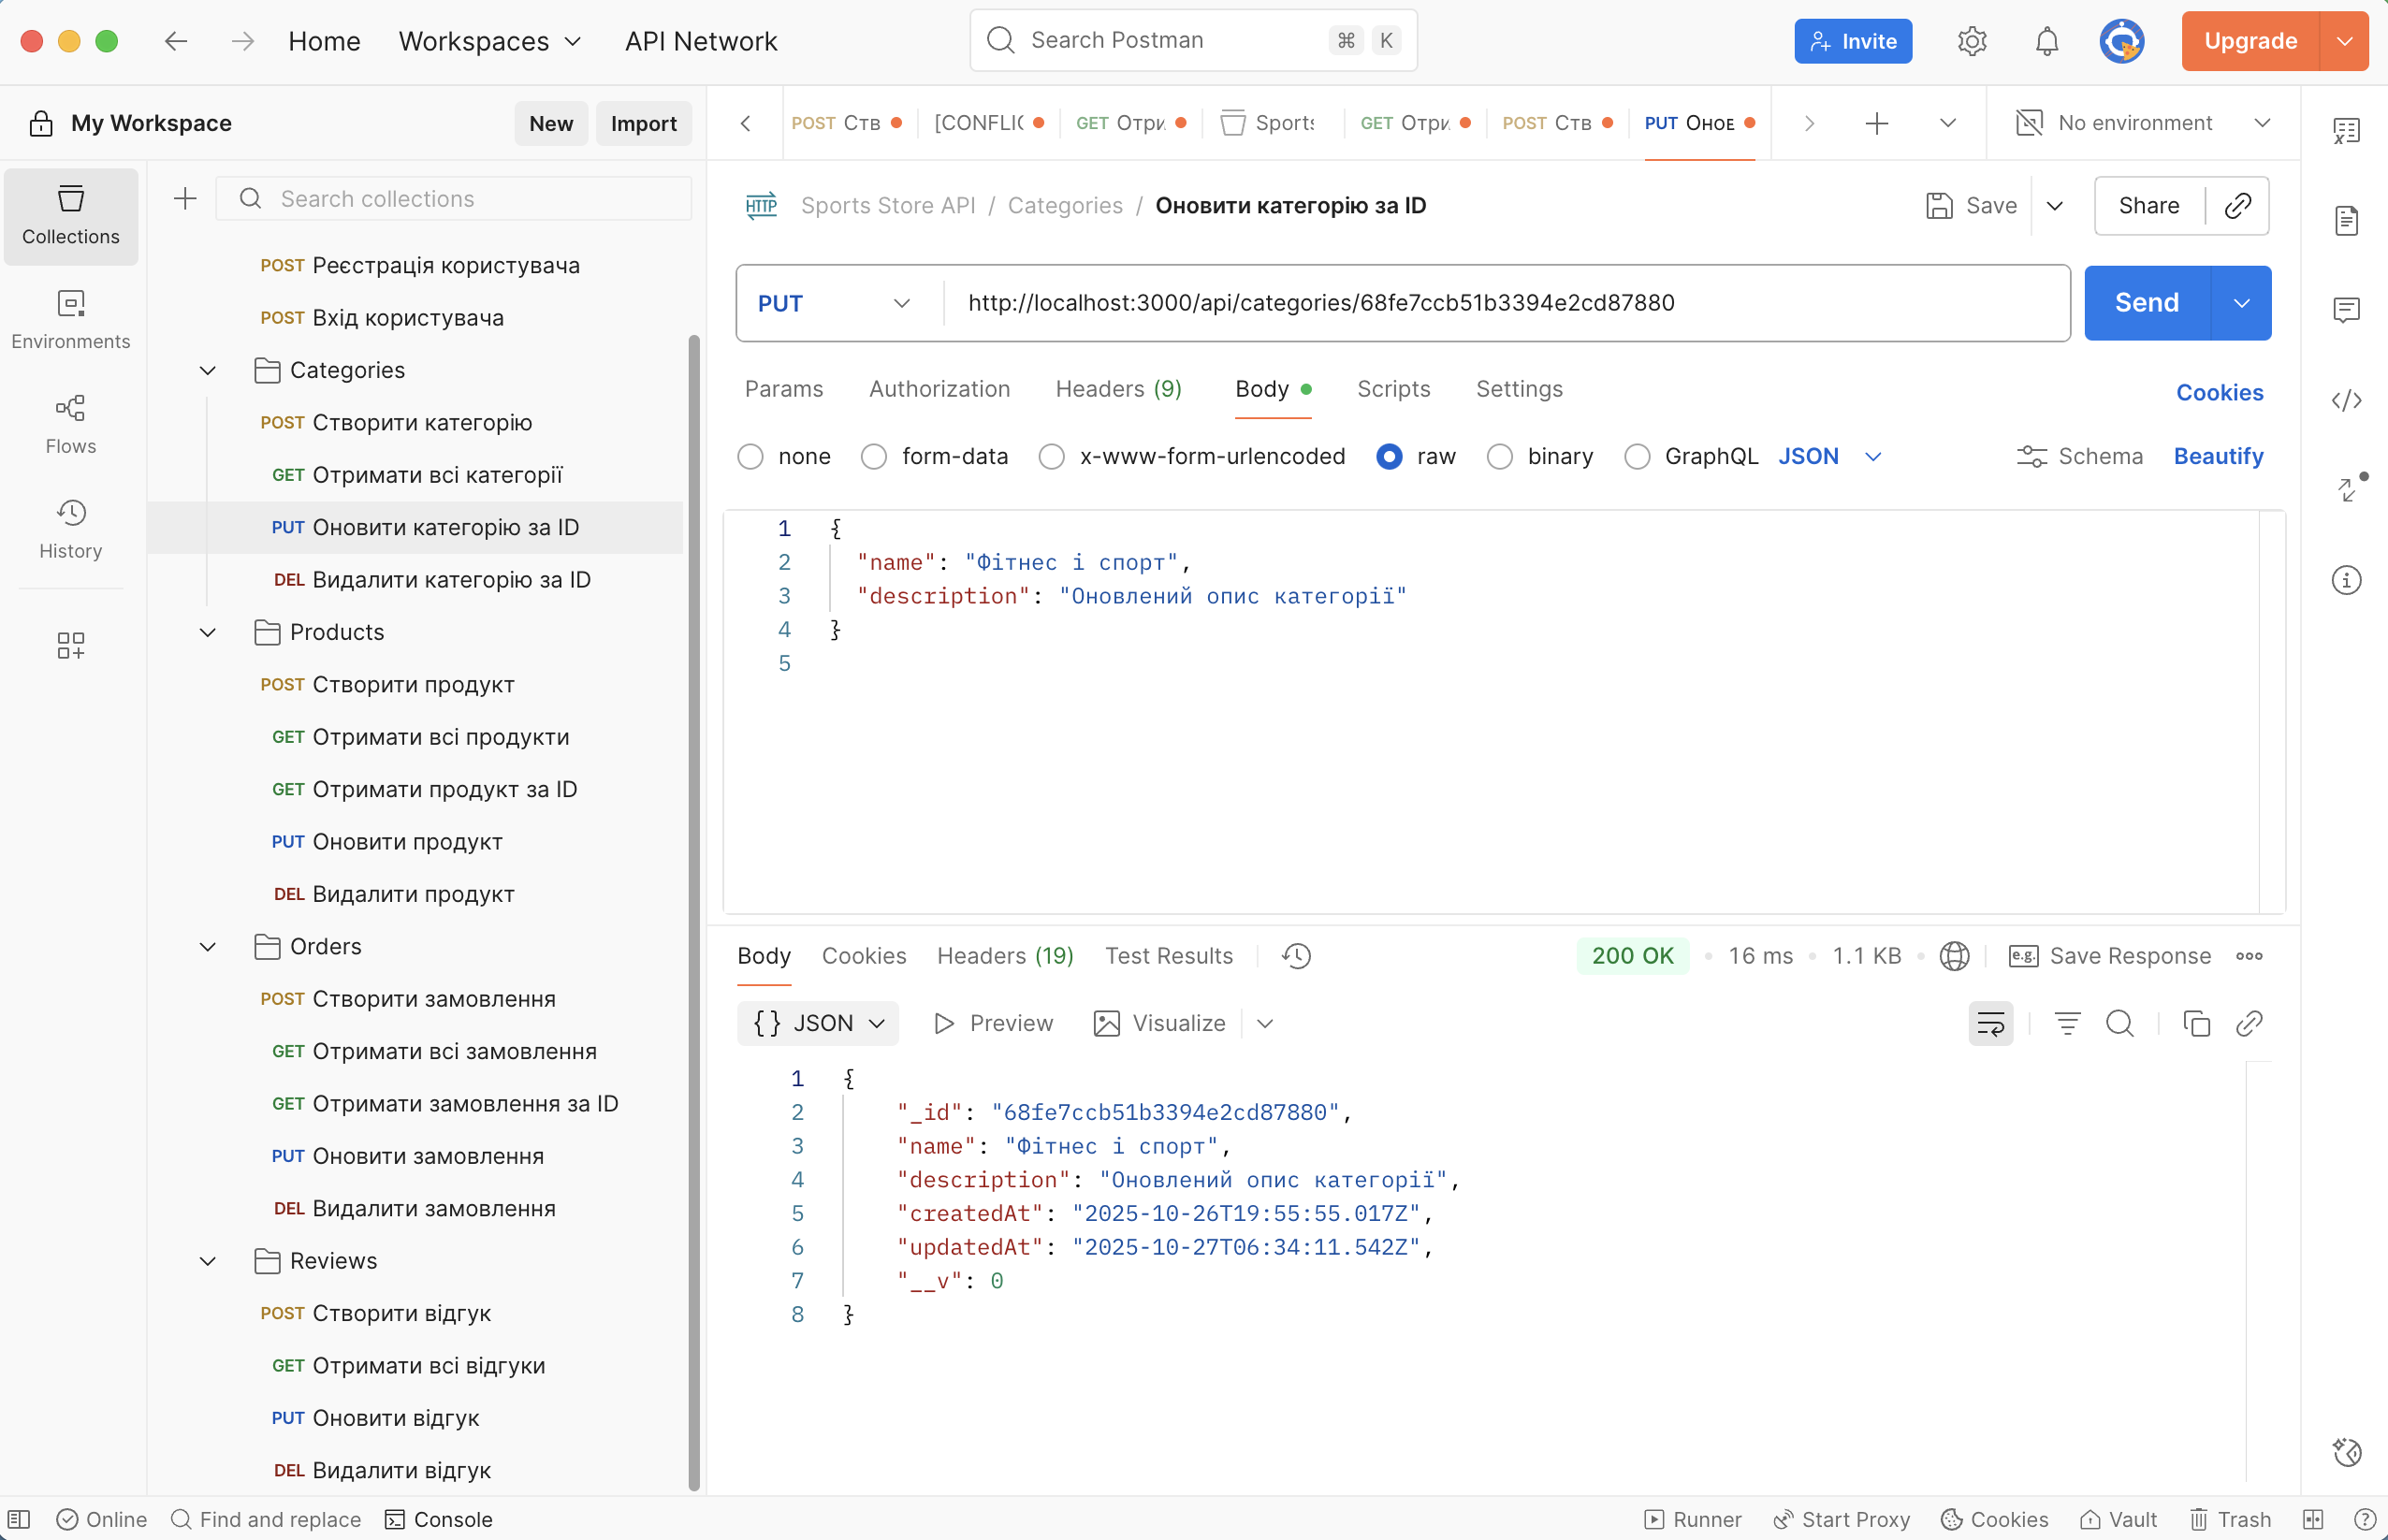 Home
Workspaces
API Network
Search Postman
⌘ K
Invite
Upgrade
My Workspace
New
Import
POST Ств
[CONFLIC
GET Отри
Sports
GET Отри
POST Ств
PUT Онов
No environment
Collections
Environments
Flows
History
Search collections
POST Реєстрація користувача
POST Вхід користувача
Categories
POST Створити категорію
GET Отримати всі категорії
PUT Оновити категорію за ID
DEL Видалити категорію за ID
Products
POST Створити продукт
GET Отримати всі продукти
GET Отримати продукт за ID
PUT Оновити продукт
DEL Видалити продукт
Orders
POST Створити замовлення
GET Отримати всі замовлення
GET Отримати замовлення за ID
PUT Оновити замовлення
DEL Видалити замовлення
Reviews
POST Створити відгук
GET Отримати всі відгуки
PUT Оновити відгук
DEL Видалити відгук
HTTP Sports Store API / Categories / Оновити категорію за ID
Save
Share
PUT
http://localhost:3000/api/categories/68fe7ccb51b3394e2cd87880
Send
Params Authorization Headers (9) Body Scripts Settings
Cookies
none form-data x-www-form-urlencoded raw binary GraphQL JSON
Schema Beautify
1 {
2 "name": "Фітнес і спорт",
3 "description": "Оновлений опис категорії"
4 }
5
Body Cookies Headers (19) Test Results
200 OK • 16 ms • 1.1 KB
e.g. Save Response
{} JSON Preview Visualize
1 {
2 "_id": "68fe7ccb51b3394e2cd87880",
3 "name": "Фітнес і спорт",
4 "description": "Оновлений опис категорії",
5 "createdAt": "2025-10-26T19:55:55.017Z",
6 "updatedAt": "2025-10-27T06:34:11.542Z",
7 "__v": 0
8 }
Online
Find and replace
Console
Runner
Start Proxy
Cookies
Vault
Trash